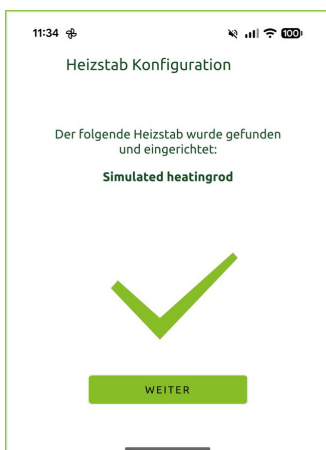 11:34
100
Heizstab Konfiguration
Der folgende Heizstab wurde gefunden
und eingerichtet:
Simulated heatingrod
WEITER